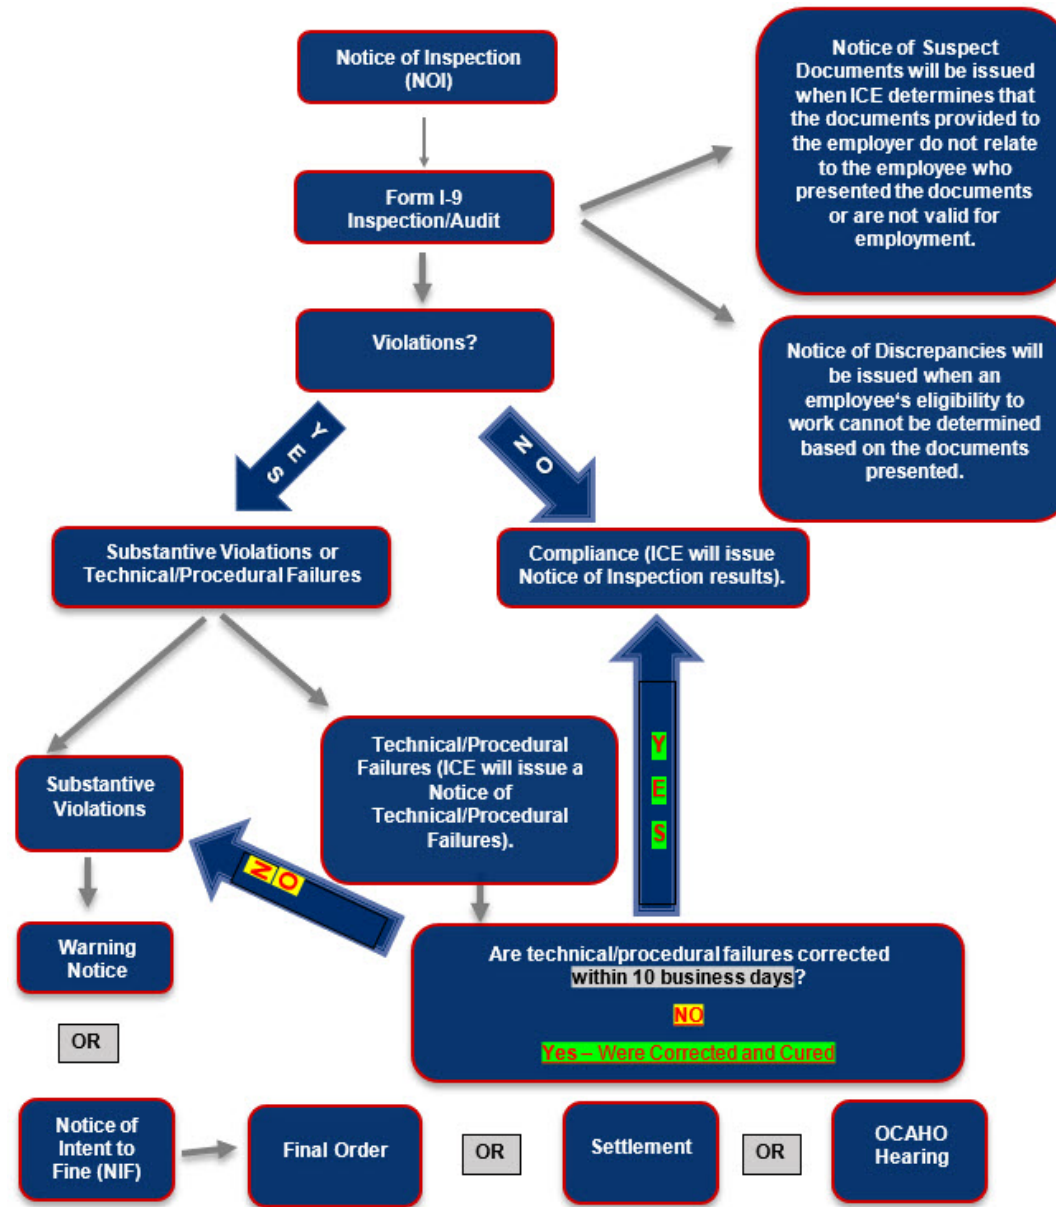 Notice of Inspection
(NOI)
Notice of Suspect
Documents will be issued
when ICE determines that
the documents provided to
the employer do not relate
to the employee who
presented the documents
or are not valid for
employment.
Form I-9
Inspection/Audit
Violations?
Notice of Discrepancies will
be issued when an
employee‘s eligibility to
work cannot be determined
based on the documents
presented.
YES
NO
Substantive Violations or
Technical/Procedural Failures
Compliance (ICE will issue
Notice of Inspection results).
Technical/Procedural
Failures (ICE will issue a
Notice of
Technical/Procedural
Failures).
YES
Substantive
Violations
NO
Warning
Notice
Are technical/procedural failures corrected
within 10 business days?
NO
Yes – Were Corrected and Cured
OR
Notice of
Intent to
Fine (NIF)
Final Order
OR
Settlement
OR
OCAHO
Hearing